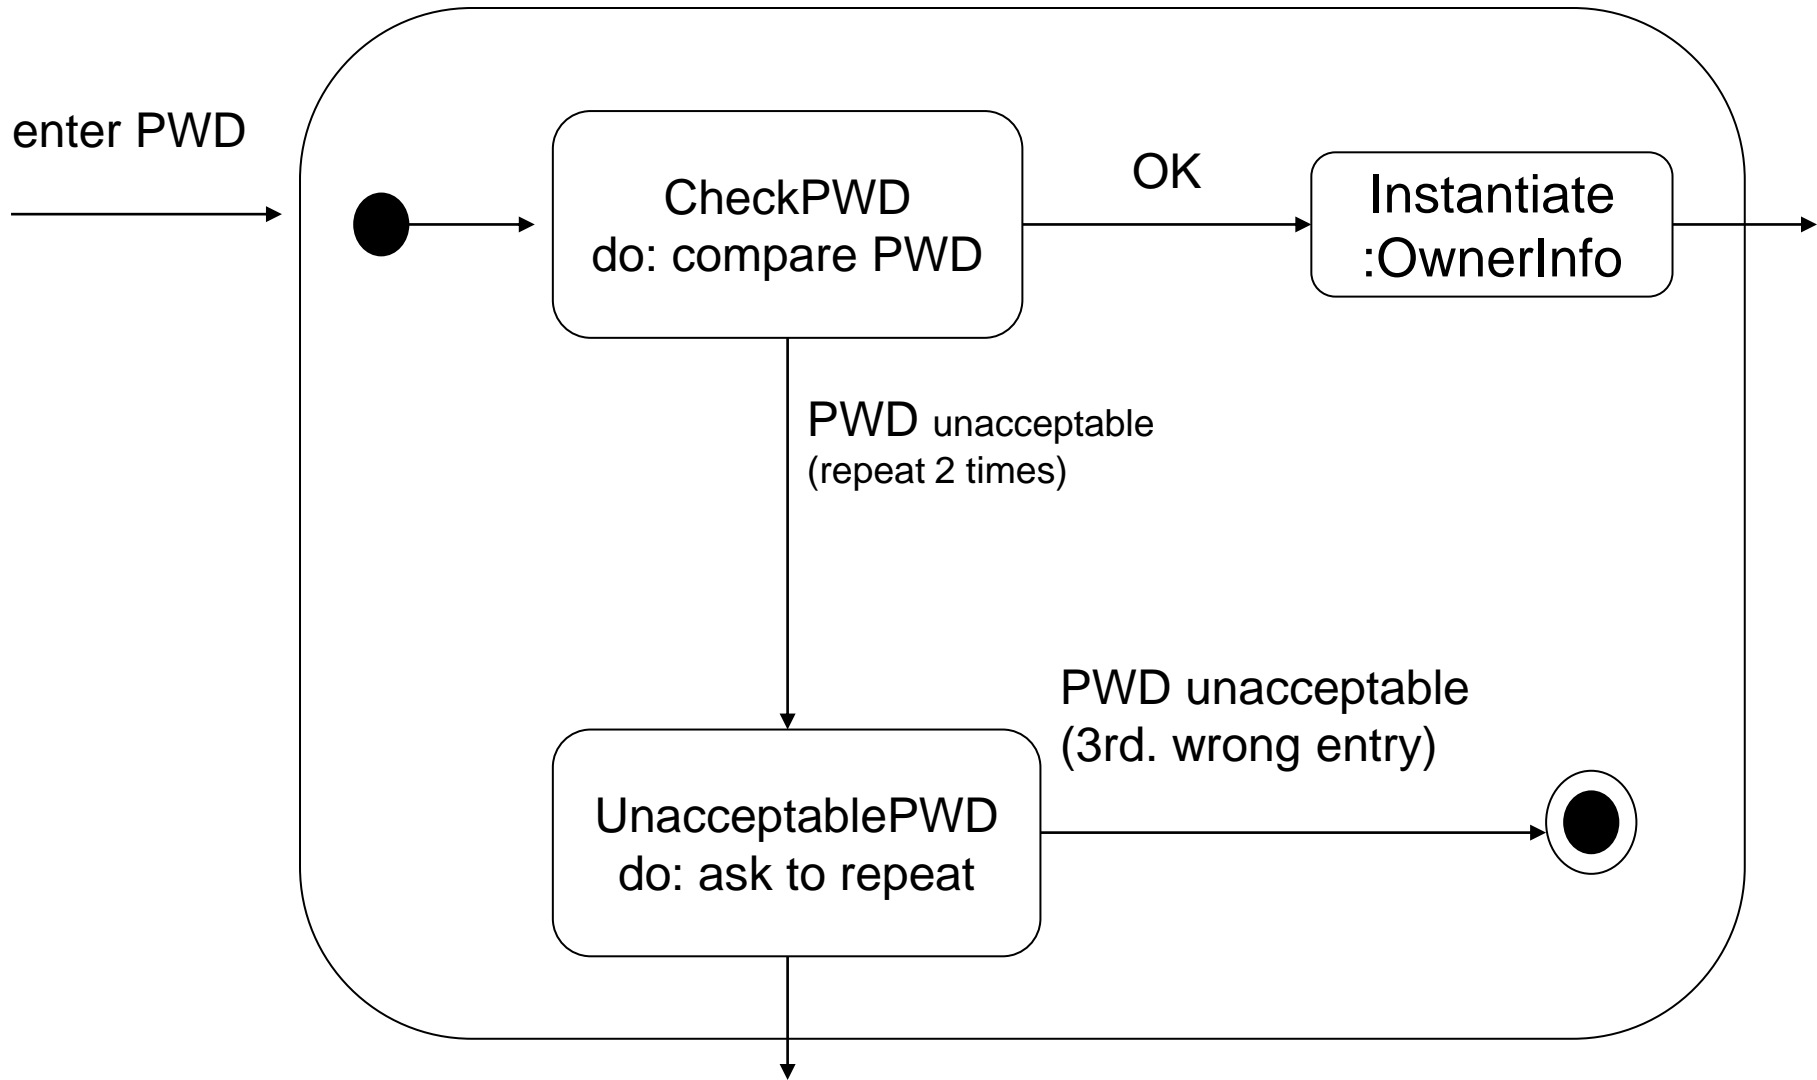 enter PWD
CheckPWD
do: compare PWD
OK
Instantiate
:OwnerInfo
PWD unacceptable
(repeat 2 times)
PWD unacceptable
(3rd. wrong entry)
UnacceptablePWD
do: ask to repeat